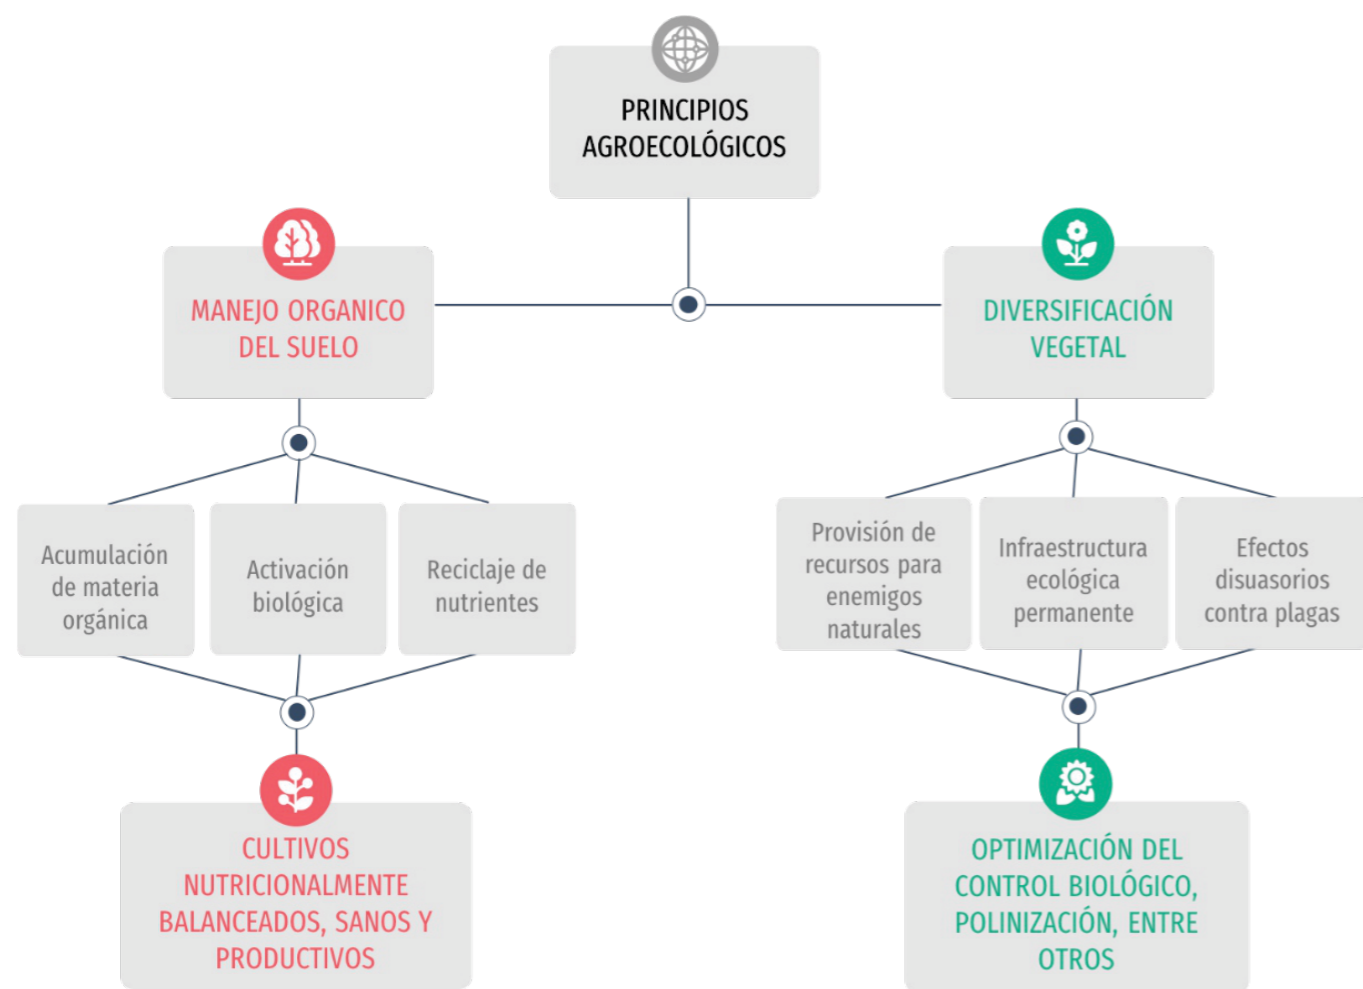 PRINCIPIOS
AGROECOLÓGICOS
MANEJO ORGANICO
DEL SUELO
DIVERSIFICACIÓN
VEGETAL
Acumulación
de materia
orgánica
Activación
biológica
Reciclaje de
nutrientes
Provisión de
recursos para
enemigos
naturales
Infraestructura
ecológica
permanente
Efectos
disuasorios
contra plagas
CULTIVOS
NUTRICIONALMENTE
BALANCEADOS, SANOS Y
PRODUCTIVOS
OPTIMIZACIÓN DEL
CONTROL BIOLÓGICO,
POLINIZACIÓN, ENTRE
OTROS